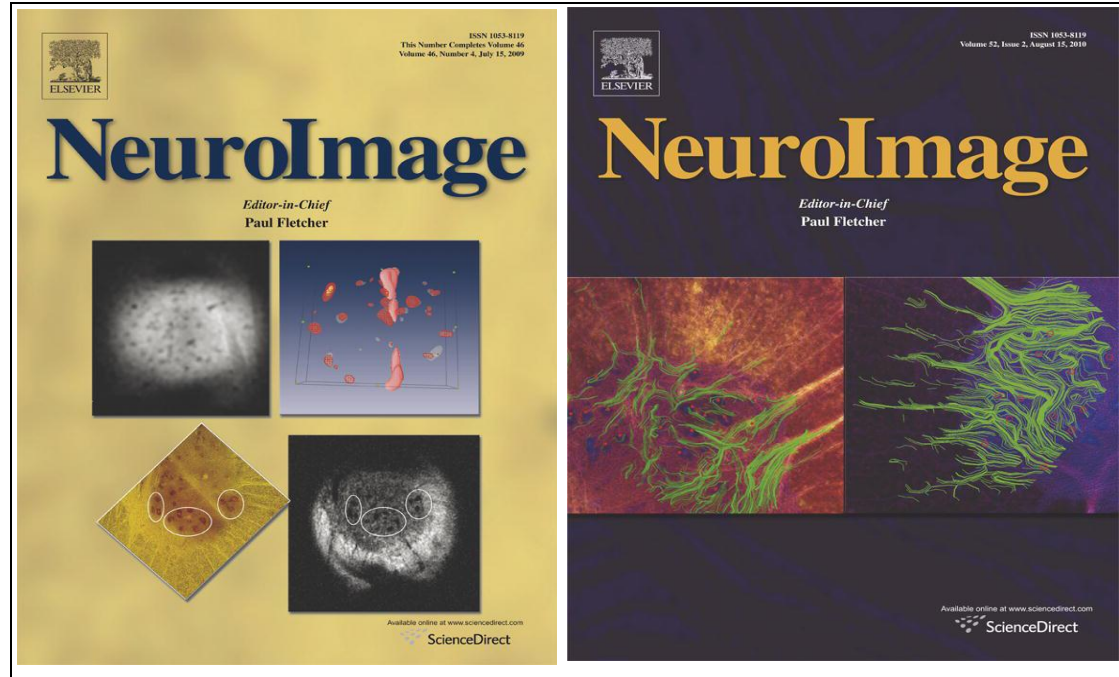 ISSN 1053-8119
This Number Completes Volume 46
Volume 46, Number 4, July 15, 2009
ELSEVIER
NeuroImage
Editor-in-Chief
Paul Fletcher
Available online at www.sciencedirect.com
ScienceDirect
ISSN 1053-8119
Volume 52, Issue 2, August 15, 2010
ELSEVIER
NeuroImage
Editor-in-Chief
Paul Fletcher
Available online at www.sciencedirect.com
ScienceDirect